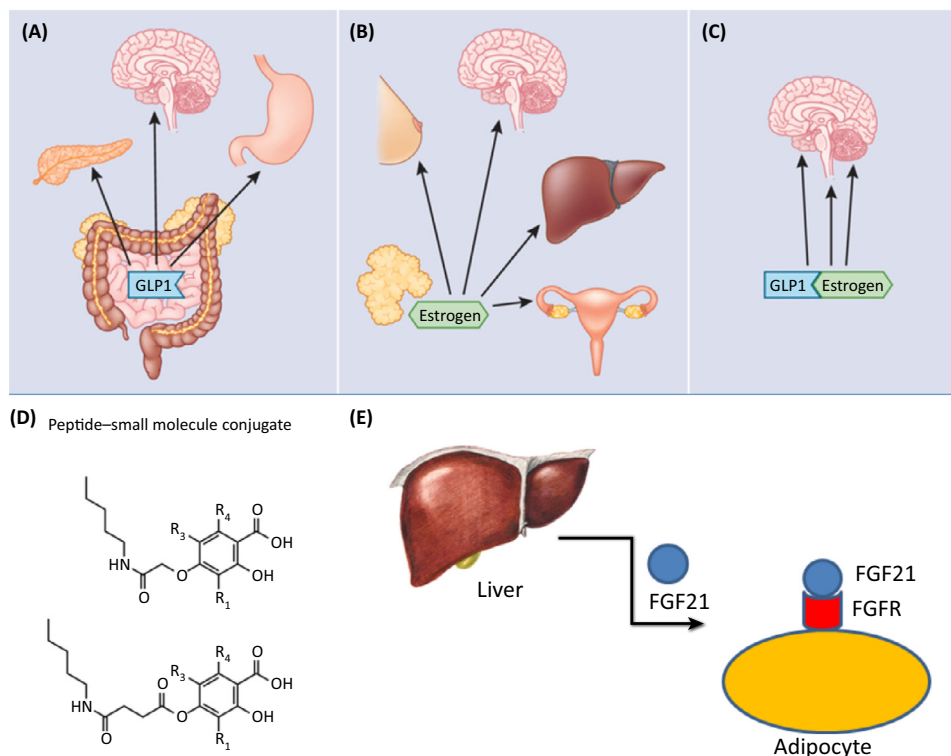 (A)
GLP1
(B)
Estrogen
(C)
GLP1 Estrogen
(D) Peptide–small molecule conjugate
R4
R3
O
OH
HN
O
O
OH
R1
R4
R3
O
OH
O
HN
O
O
OH
R1
(E)
Liver
FGF21
FGF21
FGFR
Adipocyte